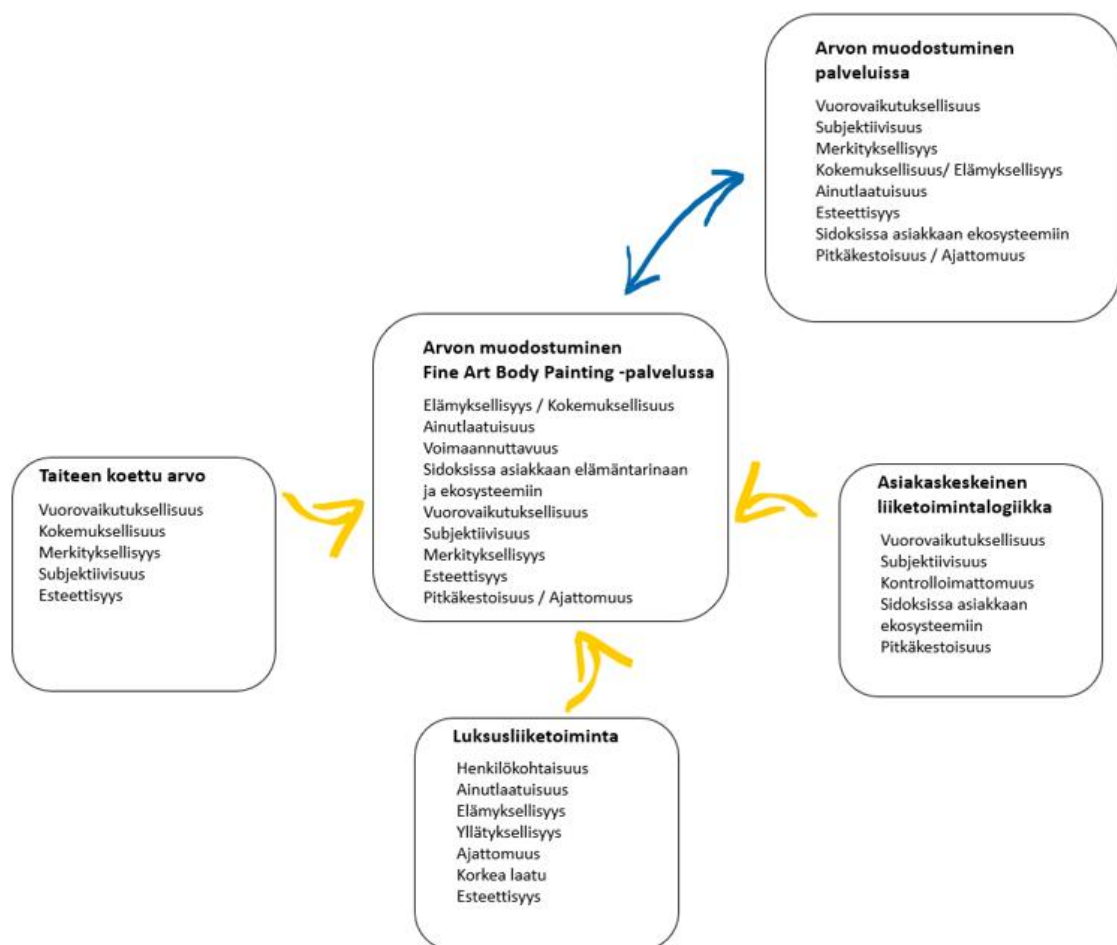 Arvon muodostuminen
palveluissa
Vuorovaikutuksellisuus
Subjektiivisuus
Merkityksellisyys
Kokemuksellisuus/ Elämyksellisyys
Ainutlaatuisuus
Esteettisyys
Sidoksissa asiakkaan ekosysteemiin
Pitkäkestoisuus / Ajattomuus
Arvon muodostuminen
Fine Art Body Painting -palvelussa
Elämyksellisyys / Kokemuksellisuus
Ainutlaatuisuus
Voimaannuttavuus
Sidoksissa asiakkaan elämäntarinaan
ja ekosysteemiin
Vuorovaikutuksellisuus
Subjektiivisuus
Merkityksellisyys
Esteettisyys
Pitkäkestoisuus / Ajattomuus
Taiteen koettu arvo
Vuorovaikutuksellisuus
Kokemuksellisuus
Merkityksellisyys
Subjektiivisuus
Esteettisyys
Asiakaskeskeinen
liiketoimintalogiikka
Vuorovaikutuksellisuus
Subjektiivisuus
Kontrolloimattomuus
Sidoksissa asiakkaan
ekosysteemiin
Pitkäkestoisuus
Luksusliiketoiminta
Henkilökohtaisuus
Ainutlaatuisuus
Elämyksellisyys
Yllätyksellisyys
Ajattomuus
Korkea laatu
Esteettisyys